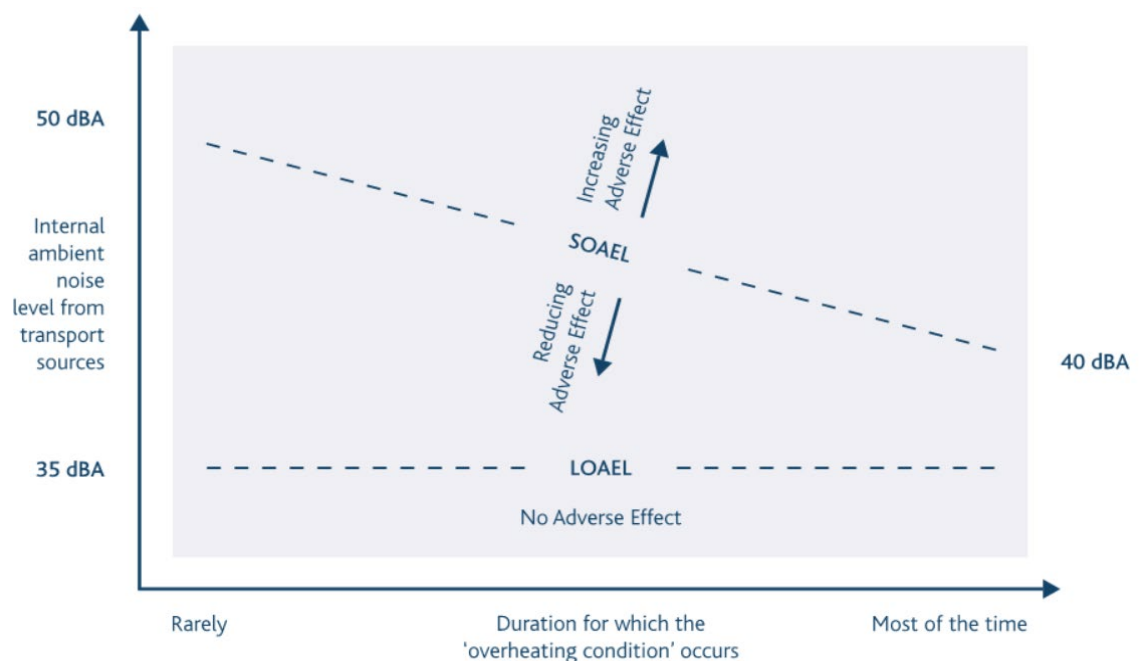 50 dBA
Internal
ambient
noise
level from
transport
sources
35 dBA
Increasing
Adverse Effect
SOAEL
Reducing
Adverse Effect
40 dBA
LOAEL
No Adverse Effect
Rarely
Duration for which the
'overheating condition' occurs
Most of the time